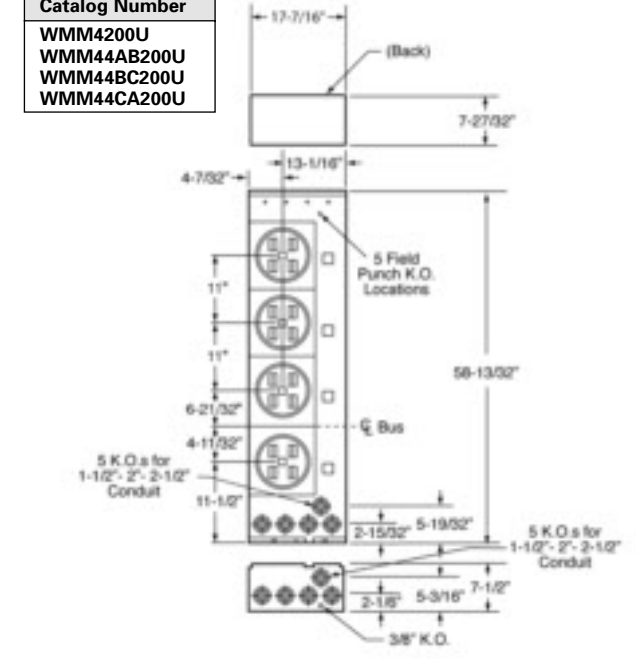 Catalog Number
WMM4200U
WMM44AB200U
WMM44BC200U
WMM44CA200U
17-7/16"
(Back)
7-27/32"
13-1/16"
4-7/32"
5 Field
Punch K.O.
Locations
11"
11"
58-13/32"
6-21/32"
℄ Bus
4-11/32"
5 K.O.s for
1-1/2"- 2"- 2-1/2"
Conduit
11-1/2"
2-15/32"
5-19/32"
5 K.O.s for
1-1/2"- 2"- 2-1/2"
Conduit
2-1/8"
5-3/16"
7-1/2"
3/8" K.O.